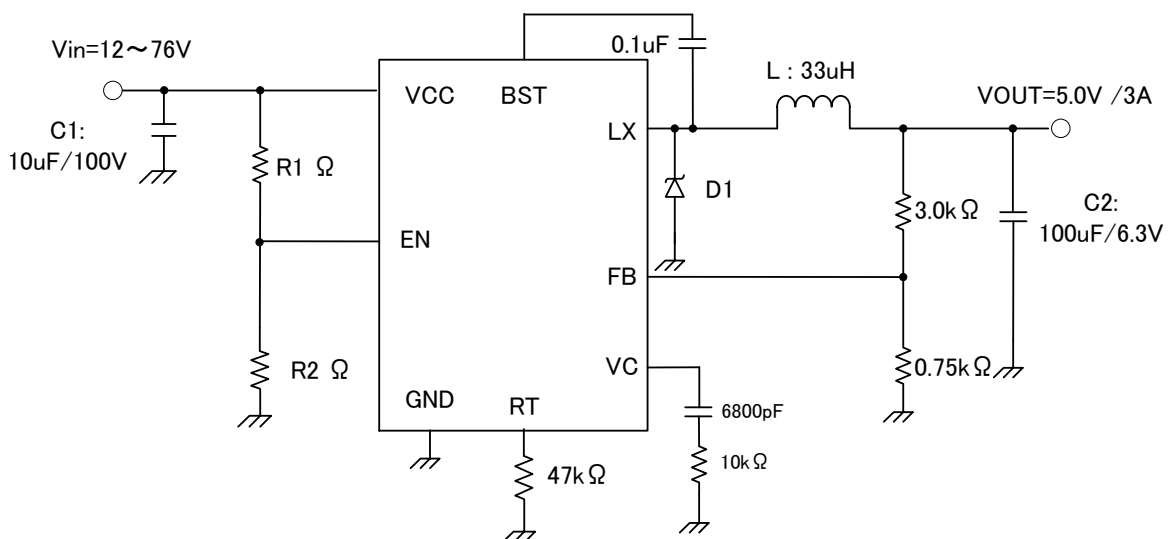 Vin=12～76V
C1:
10uF/100V
R1 Ω
R2 Ω
VCC
BST
LX
EN
FB
VC
GND
RT
47kΩ
0.1uF
L : 33uH
VOUT=5.0V /3A
D1
3.0kΩ
C2:
100uF/6.3V
0.75kΩ
6800pF
10kΩ